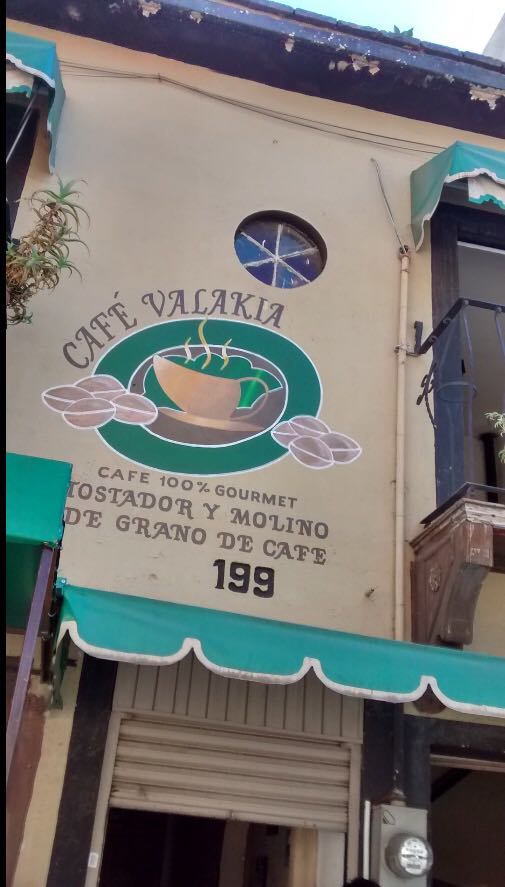 CAFÉ VALAKIA
CAFE 100% GOURMET
TOSTADOR Y MOLINO
DE GRANO DE CAFE
199